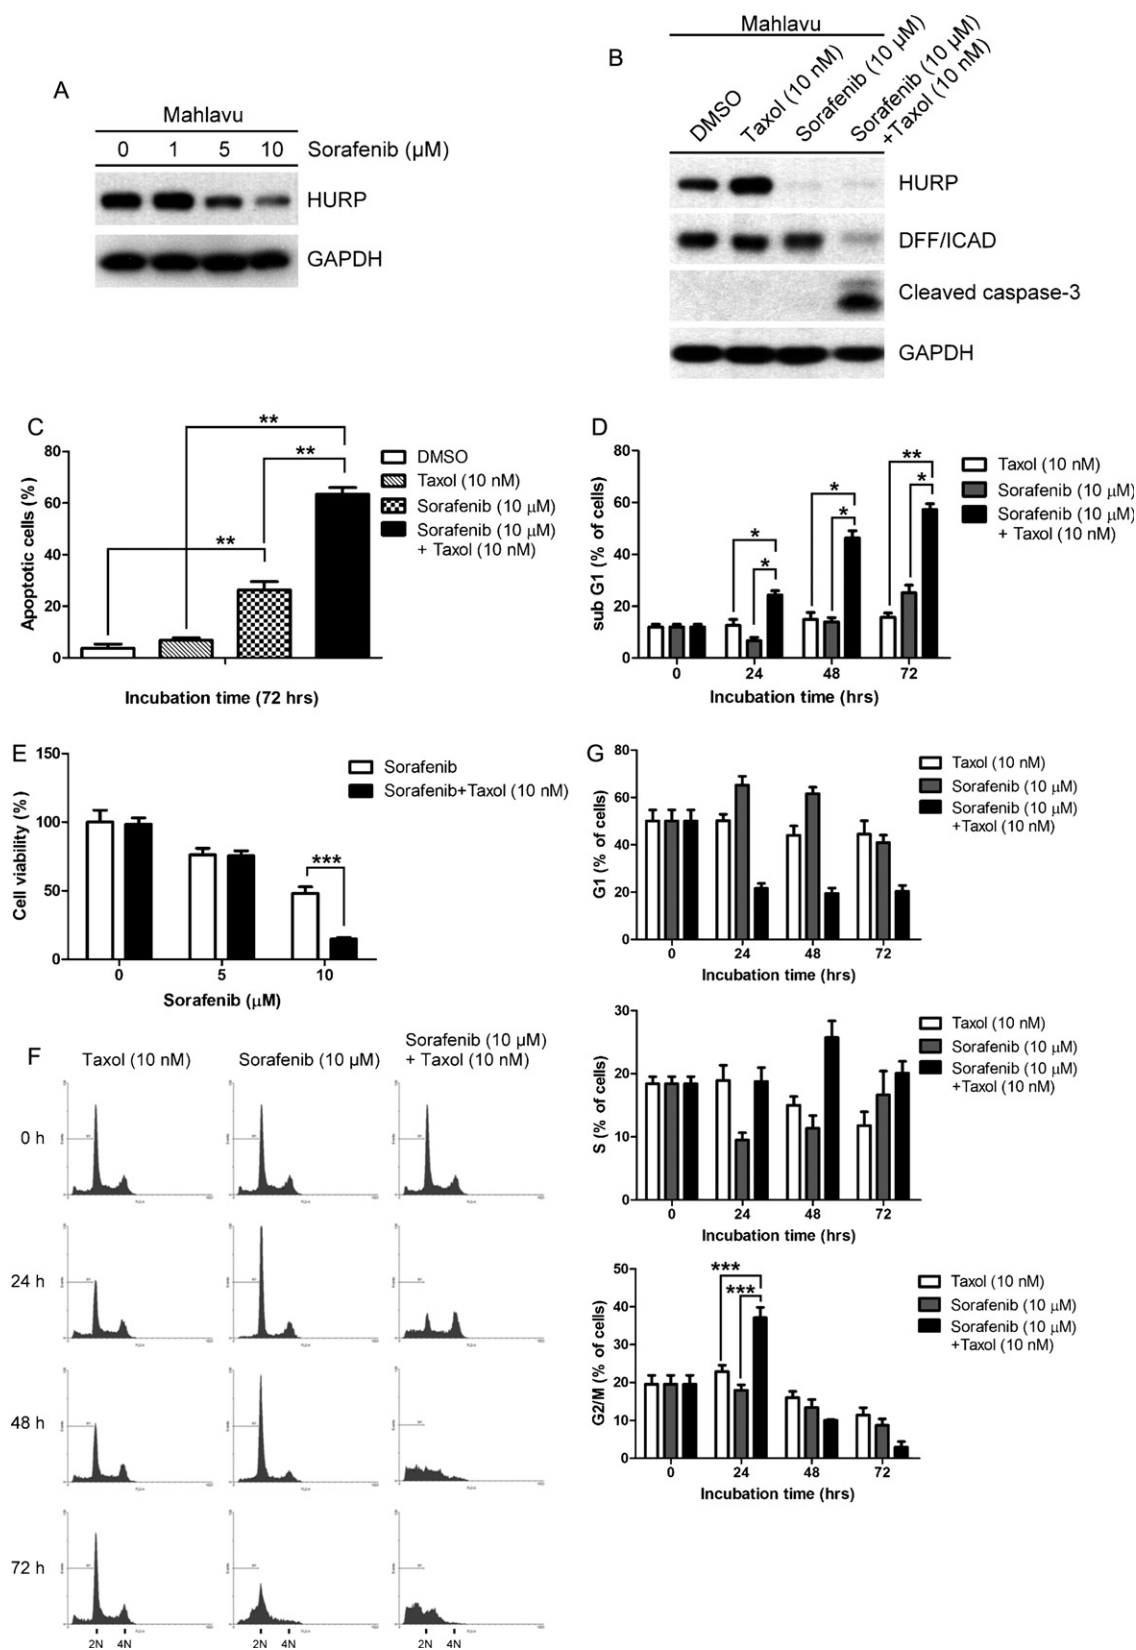 A
Mahlavu
0 1 5 10 Sorafenib (µM)
HURP
GAPDH
B
Mahlavu
DMSO
Taxol (10 nM)
Sorafenib (10 µM)
Sorafenib (10 µM)
+Taxol (10 nM)
HURP
DFF/ICAD
Cleaved caspase-3
GAPDH
C
Apoptotic cells (%)
80
60
40
20
0
**
**
**
Incubation time (72 hrs)
DMSO
Taxol (10 nM)
Sorafenib (10 µM)
Sorafenib (10 µM)
+ Taxol (10 nM)
D
sub G1 (% of cells)
80
60
40
20
0
*
*
*
*
**
*
0 24 48 72
Incubation time (hrs)
Taxol (10 nM)
Sorafenib (10 µM)
Sorafenib (10 µM)
+ Taxol (10 nM)
E
Cell viability (%)
150
100
50
0
***
0 5 10
Sorafenib (µM)
Sorafenib
Sorafenib+Taxol (10 nM)
F
Taxol (10 nM)
Sorafenib (10 µM)
Sorafenib (10 µM)
+ Taxol (10 nM)
0 h
24 h
48 h
72 h
2N 4N 2N 4N 2N 4N
G
G1 (% of cells)
80
60
40
20
0
0 24 48 72
Incubation time (hrs)
Taxol (10 nM)
Sorafenib (10 µM)
Sorafenib (10 µM)
+Taxol (10 nM)
S (% of cells)
30
20
10
0
0 24 48 72
Incubation time (hrs)
Taxol (10 nM)
Sorafenib (10 µM)
Sorafenib (10 µM)
+Taxol (10 nM)
G2/M (% of cells)
50
40
30
20
10
0
***
***
0 24 48 72
Incubation time (hrs)
Taxol (10 nM)
Sorafenib (10 µM)
Sorafenib (10 µM)
+Taxol (10 nM)